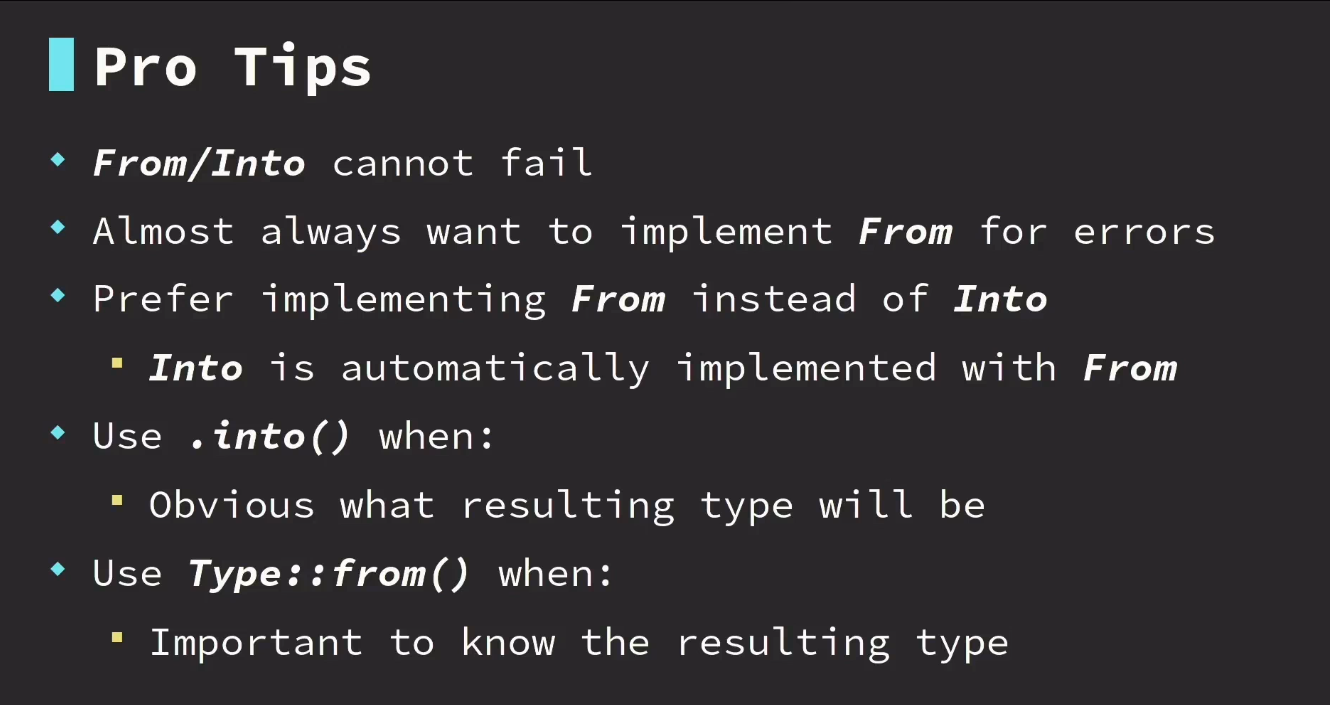 Pro Tips
From/Into cannot fail
Almost always want to implement From for errors
Prefer implementing From instead of Into
Into is automatically implemented with From
Use .into() when:
Obvious what resulting type will be
Use Type::from() when:
Important to know the resulting type